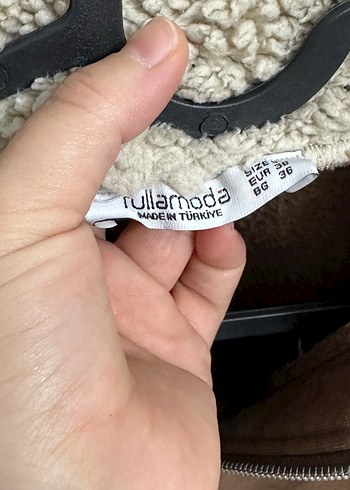 rullamoda
MADE IN TÜRKİYE
SIZE
EUR 36
BG 36